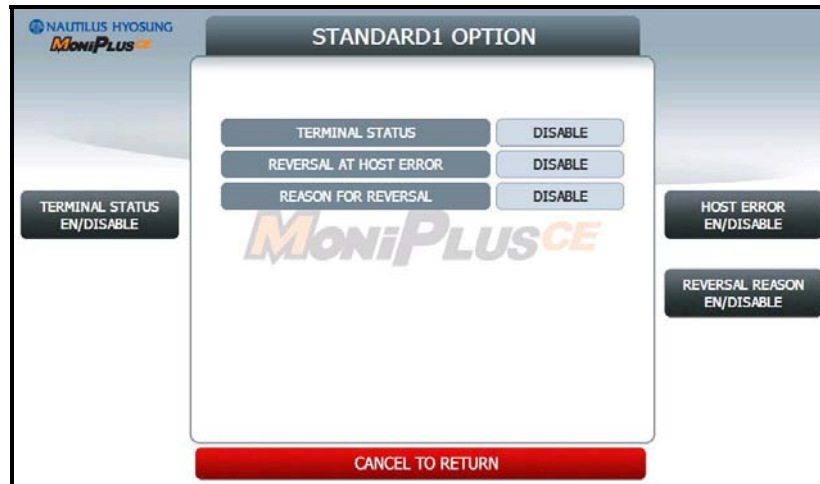 NAUTILUS HYOSUNG
MONiPLUS CE
STANDARD1 OPTION
TERMINAL STATUS DISABLE
REVERSAL AT HOST ERROR DISABLE
REASON FOR REVERSAL DISABLE
MONiPLUS CE
TERMINAL STATUS
EN/DISABLE
HOST ERROR
EN/DISABLE
REVERSAL REASON
EN/DISABLE
CANCEL TO RETURN